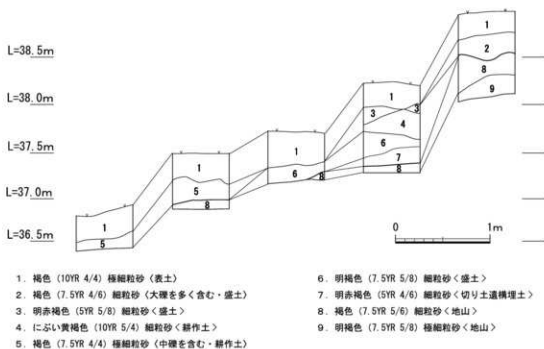 L=38.5m
L=38.0m
L=37.5m
L=37.0m
L=36.5m
1
2
8
9
1
3
3
4
6
7
8
1
6
8
1
5
8
1
5
0
1m
1. 褐色 (10YR 4/4) 極細粒砂〈表土〉
2. 褐色 (7.5YR 4/6) 細粒砂〈大礫を多く含む・盛土〉
3. 明赤褐色 (5YR 5/8) 細粒砂〈盛土〉
4. にぶい黄褐色 (10YR 5/4) 細粒砂〈耕作土〉
5. 褐色 (7.5YR 4/4) 極細粒砂〈中礫を含む・耕作土〉
6. 明褐色 (7.5YR 5/8) 細粒砂〈盛土〉
7. 明赤褐色 (5YR 4/6) 細粒砂〈切り土遺構埋土〉
8. 褐色 (7.5YR 5/6) 細粒砂〈地山〉
9. 明褐色 (7.5YR 5/8) 極細粒砂〈地山〉